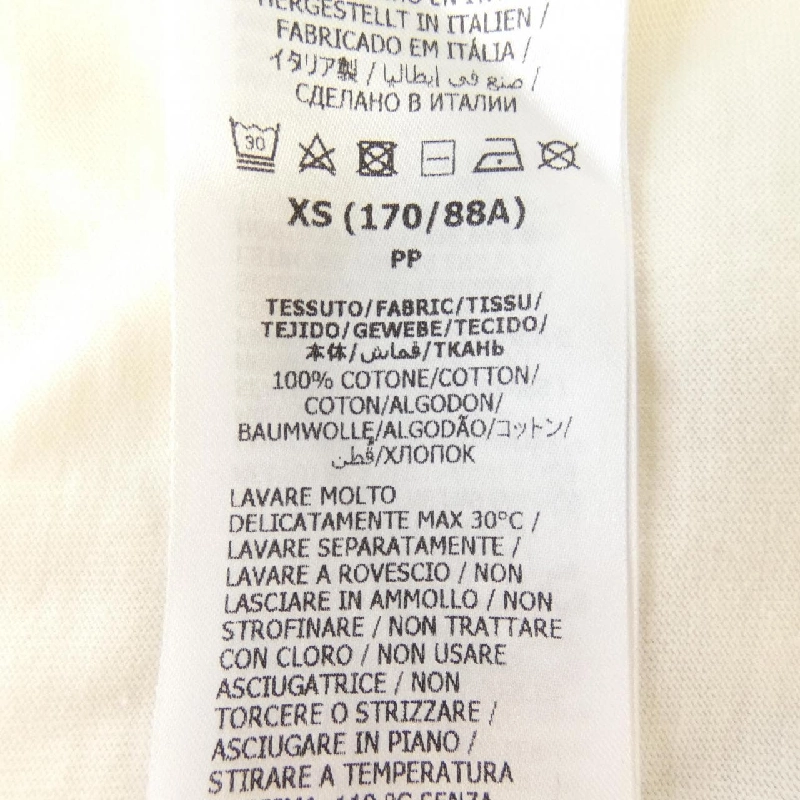 HERGESTELLT IN ITALIEN /
FABRICADO EM ITÁLIA /
イタリア製 / صنع في ايطاليا /
СДЕЛАНО В ИТАЛИИ
30
XS (170/88A)
PP
TESSUTO/FABRIC/TISSU/
TEJIDO/GEWEBE/TECIDO/
本体/قماش/ТКАНЬ
100% COTONE/COTTON/
COTON/ALGODON/
BAUMWOLLE/ALGODÃO/コットン/
قطن/ХЛОПОК
LAVARE MOLTO
DELICATAMENTE MAX 30°C /
LAVARE SEPARATAMENTE /
LAVARE A ROVESCIO / NON
LASCIARE IN AMMOLLO / NON
STROFINARE / NON TRATTARE
CON CLORO / NON USARE
ASCIUGATRICE / NON
TORCERE O STRIZZARE /
ASCIUGARE IN PIANO /
STIRARE A TEMPERATURA
110 °C SENZA